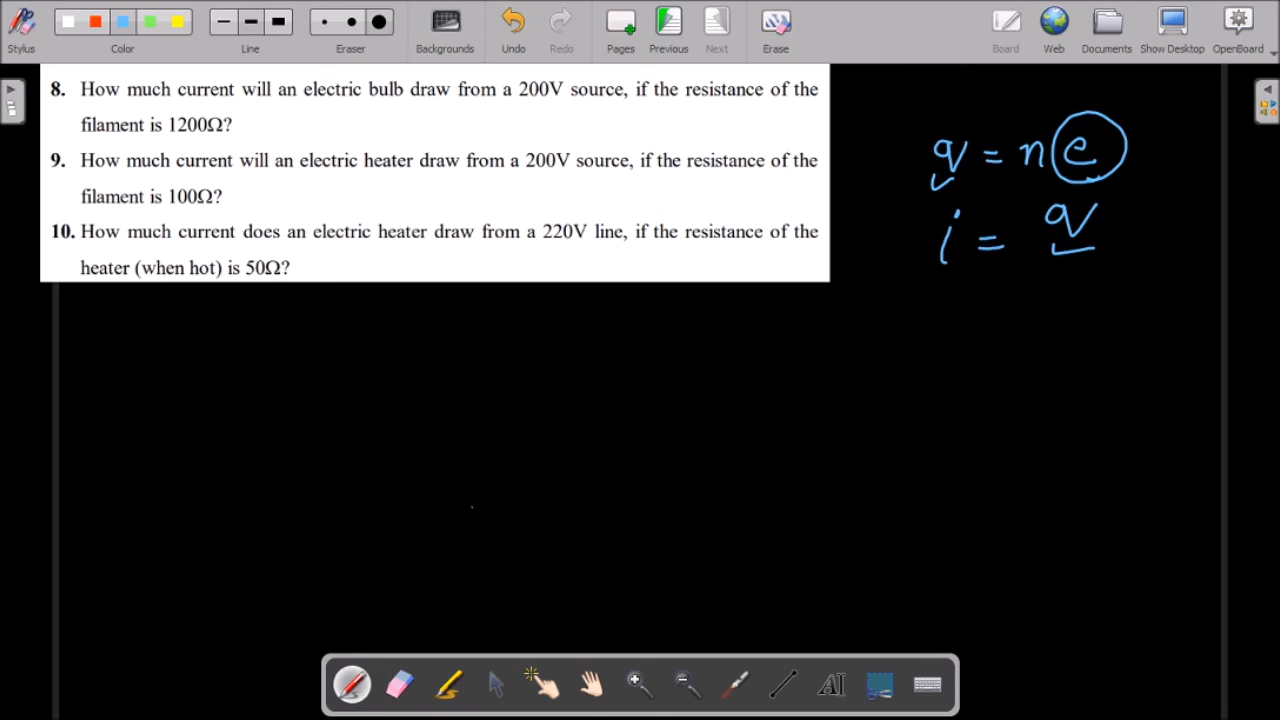 Stylus Color Line Eraser Backgrounds Undo Redo Pages Previous Next Erase Board Web Documents Show Desktop OpenBoard
8. How much current will an electric bulb draw from a 200V source, if the resistance of the
filament is 1200Ω?
9. How much current will an electric heater draw from a 200V source, if the resistance of the
filament is 100Ω?
10. How much current does an electric heater draw from a 220V line, if the resistance of the
heater (when hot) is 50Ω?
q = n e
i = q
AI